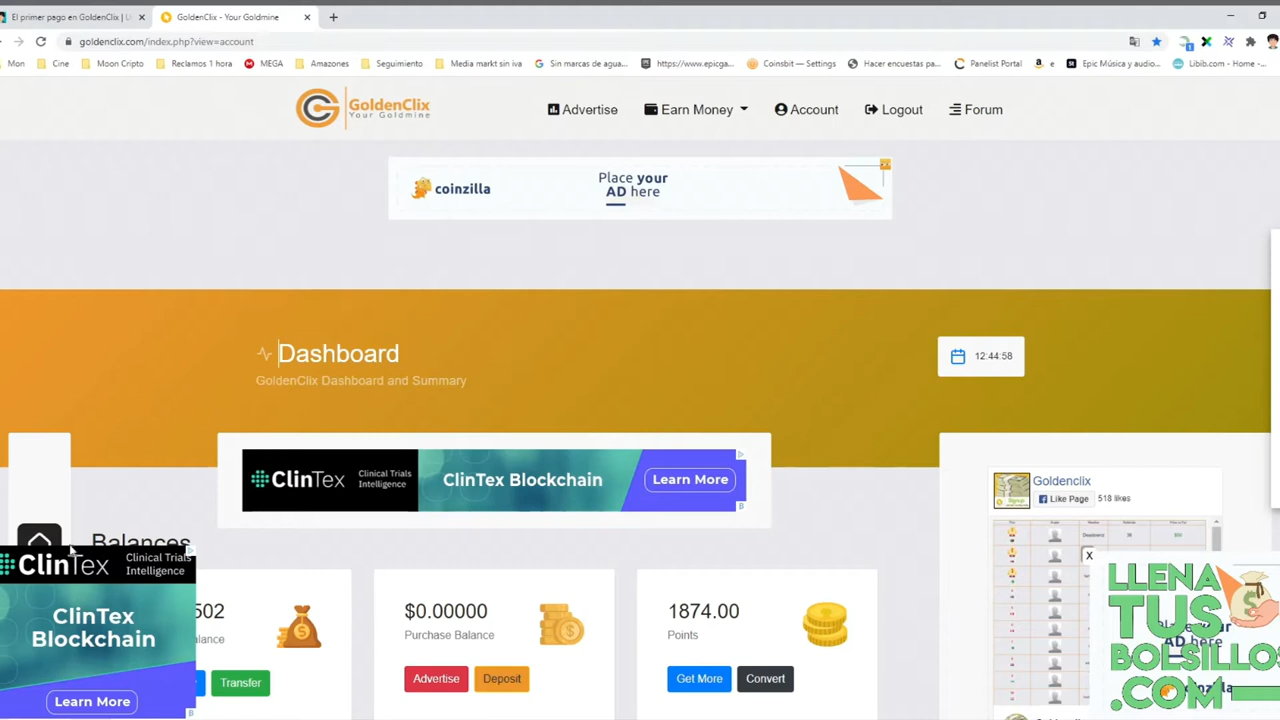 El primer pago en GoldenClix | U
GoldenClix - Your Goldmine
goldenclix.com/index.php?view=account
Mon
Cine
Moon Cripto
Reclamos 1 hora
MEGA
Amazones
Seguimiento
Media markt sin iva
Sin marcas de agua...
https://www.epicga...
Coinsbit — Settings
Hacer encuestas pa...
Panelist Portal
e
Epic Música y audio...
Libib.com - Home -...
GoldenClix
Your Goldmine
Advertise
Earn Money
Account
Logout
Forum
coinzilla
Place your
AD here
Dashboard
GoldenClix Dashboard and Summary
12:44:58
ClinTex
Clinical Trials
Intelligence
ClinTex Blockchain
Learn More
Goldenclix
Like Page
518 likes
Balances
ClinTex
Clinical Trials
Intelligence
ClinTex
Blockchain
Learn More
502
lance
Transfer
$0.00000
Purchase Balance
Advertise
Deposit
1874.00
Points
Get More
Convert
X
LLENA
TUS
BOLSILLOS
.COM